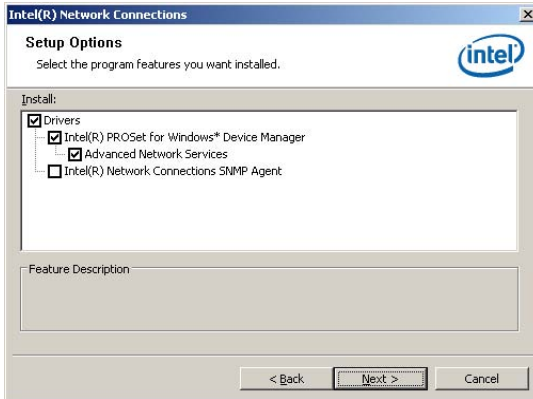 Intel(R) Network Connections
Setup Options
Select the program features you want installed.
intel
Install:
Drivers
Intel(R) PROSet for Windows* Device Manager
Advanced Network Services
Intel(R) Network Connections SNMP Agent
Feature Description
< Back
Next >
Cancel